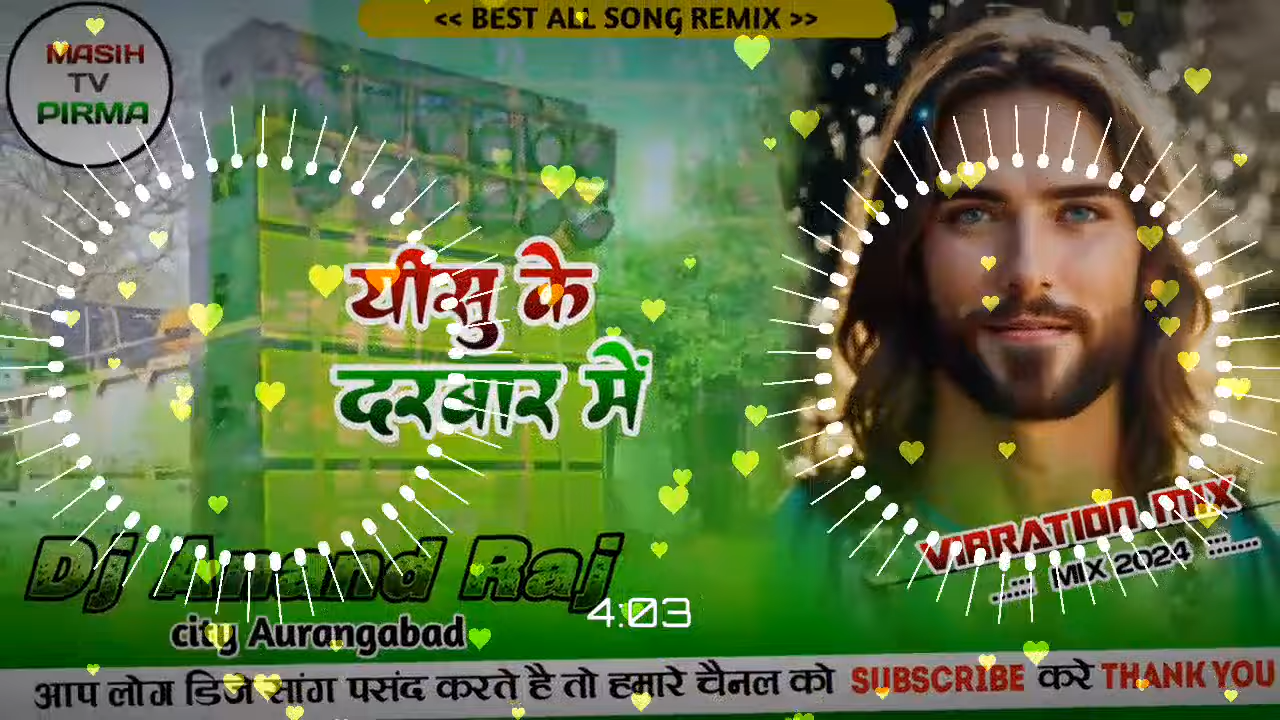 << BEST ALL SONG REMIX >>
MASIH
TV
PIRMA
यीसु के
दरबार में
Dj Anand Raj
city Aurangabad
4:03
VIBRATION MIX
MIX 2024
आप लोग डिजे सांग पसंद करते है तो हमारे चैनल को SUBSCRIBE करे THANK YOU